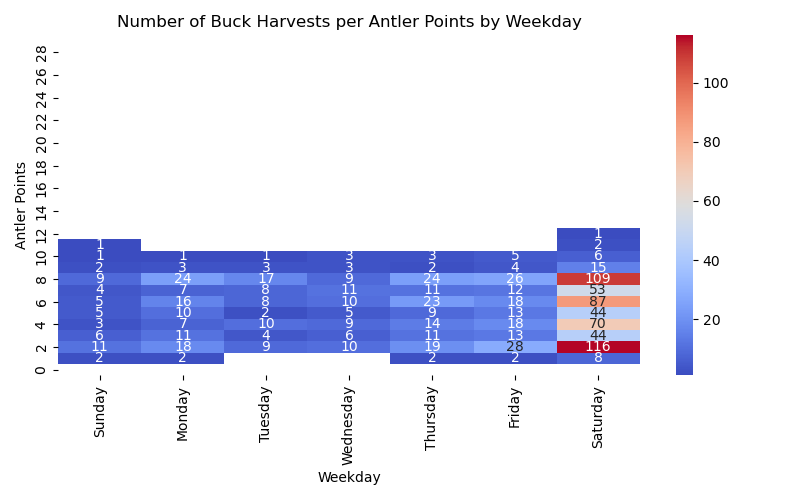 Number of Buck Harvests per Antler Points by Weekday
Antler Points
28
26
24
22
20
18
16
14
12 1
1 2
10 1 1 1 3 3 5 6
2 3 3 3 2 4 15
8 9 24 17 9 24 26 109
4 7 8 11 11 12 53
6 5 16 8 10 23 18 87
5 10 2 5 9 13 44
4 3 7 10 9 14 18 70
6 11 4 6 11 13 44
2 11 18 9 10 19 28 116
2 2 2 2 8
0
Sunday Monday Tuesday Wednesday Thursday Friday Saturday
Weekday
100
80
60
40
20